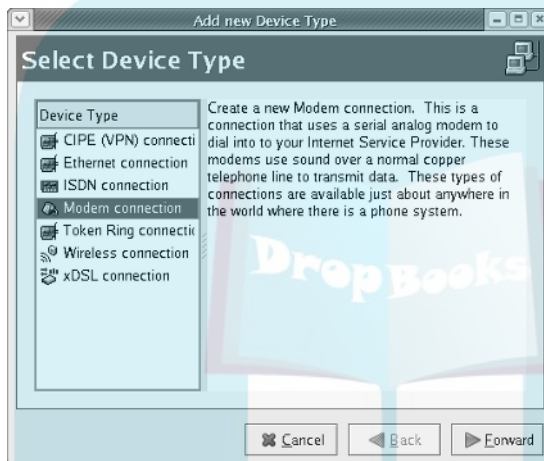 Add new Device Type
Select Device Type
Device Type
CIPE (VPN) connecti
Ethernet connection
ISDN connection
Modem connection
Token Ring connectic
Wireless connection
xDSL connection
Create a new Modem connection. This is a
connection that uses a serial analog modem to
dial into to your Internet Service Provider. These
modems use sound over a normal copper
telephone line to transmit data. These types of
connections are available just about anywhere in
the world where there is a phone system.
DropBooks
Cancel
Back
Forward